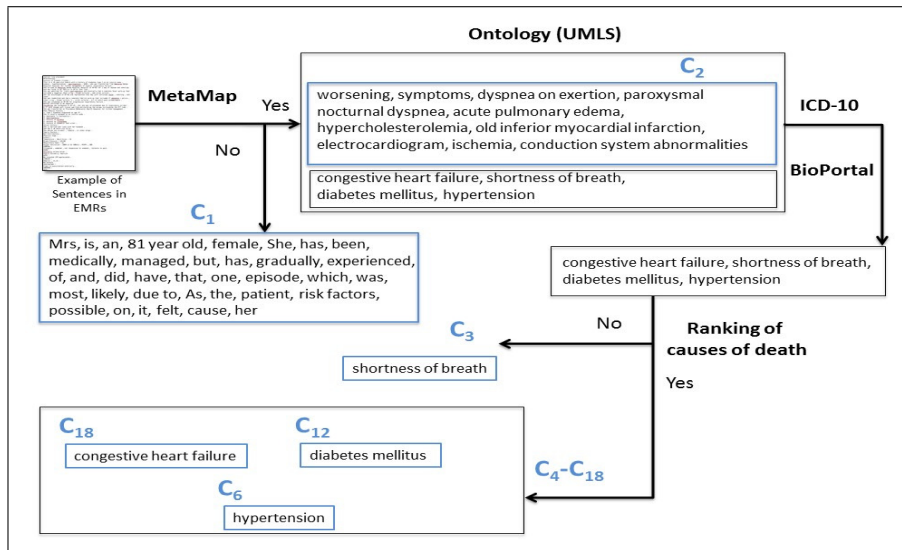 Ontology (UMLS)
C2
MetaMap
Yes
worsening, symptoms, dyspnea on exertion, paroxysmal
nocturnal dyspnea, acute pulmonary edema,
hypercholesterolemia, old inferior myocardial infarction,
electrocardiogram, ischemia, conduction system abnormalities
ICD-10
No
Example of
Sentences in
EMRs
congestive heart failure, shortness of breath,
diabetes mellitus, hypertension
BioPortal
C1
Mrs, is, an, 81 year old, female, She, has, been,
medically, managed, but, has, gradually, experienced,
of, and, did, have, that, one, episode, which, was,
most, likely, due to, As, the, patient, risk factors,
possible, on, it, felt, cause, her
congestive heart failure, shortness of breath,
diabetes mellitus, hypertension
No
Ranking of
causes of death
C3
shortness of breath
Yes
C18
congestive heart failure
C12
diabetes mellitus
C4-C18
C6
hypertension